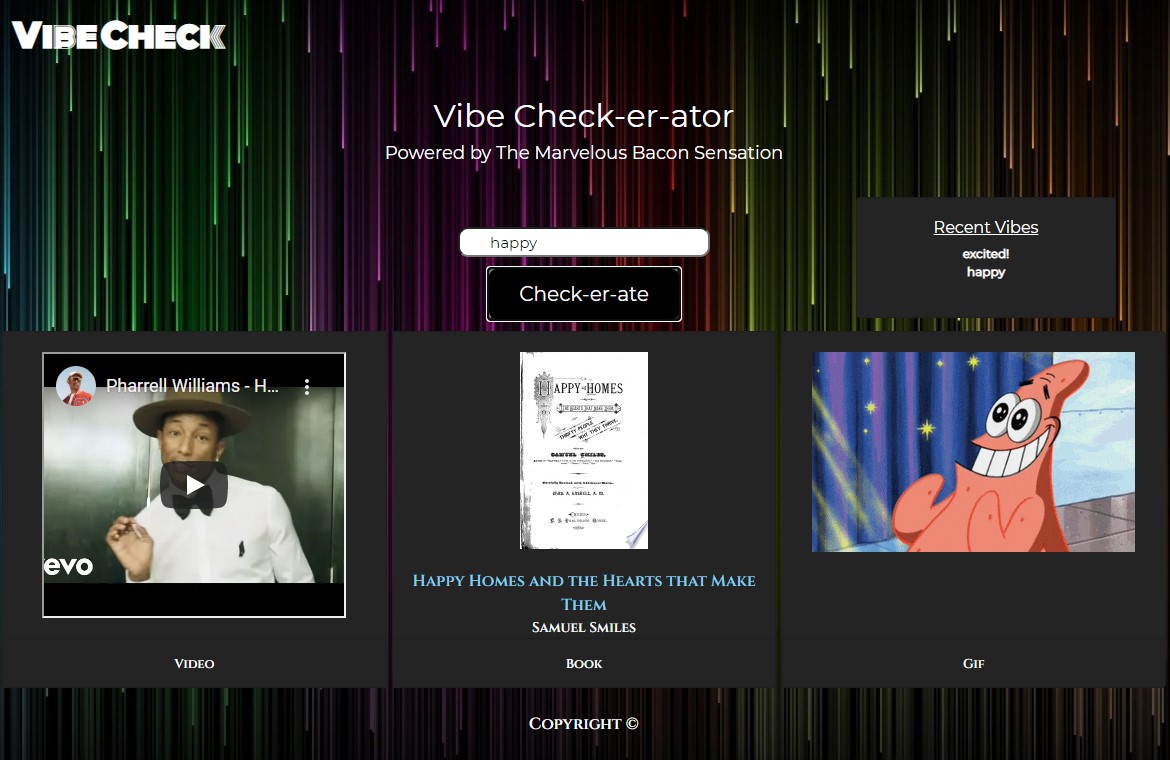 VIBE CHECK
Vibe Check-er-ator
Powered by The Marvelous Bacon Sensation
happy
Check-er-ate
Recent Vibes
excited!
happy
Pharrell Williams - H...
evo
HAPPY HOMES
THE HEARTS THAT MAKE THEM
THRIFTY PEOPLE
WHY THEY THRIVE.
SAMUEL SMILES,
Happy Homes and the Hearts that Make
Them
Samuel Smiles
Video
Book
Gif
Copyright ©